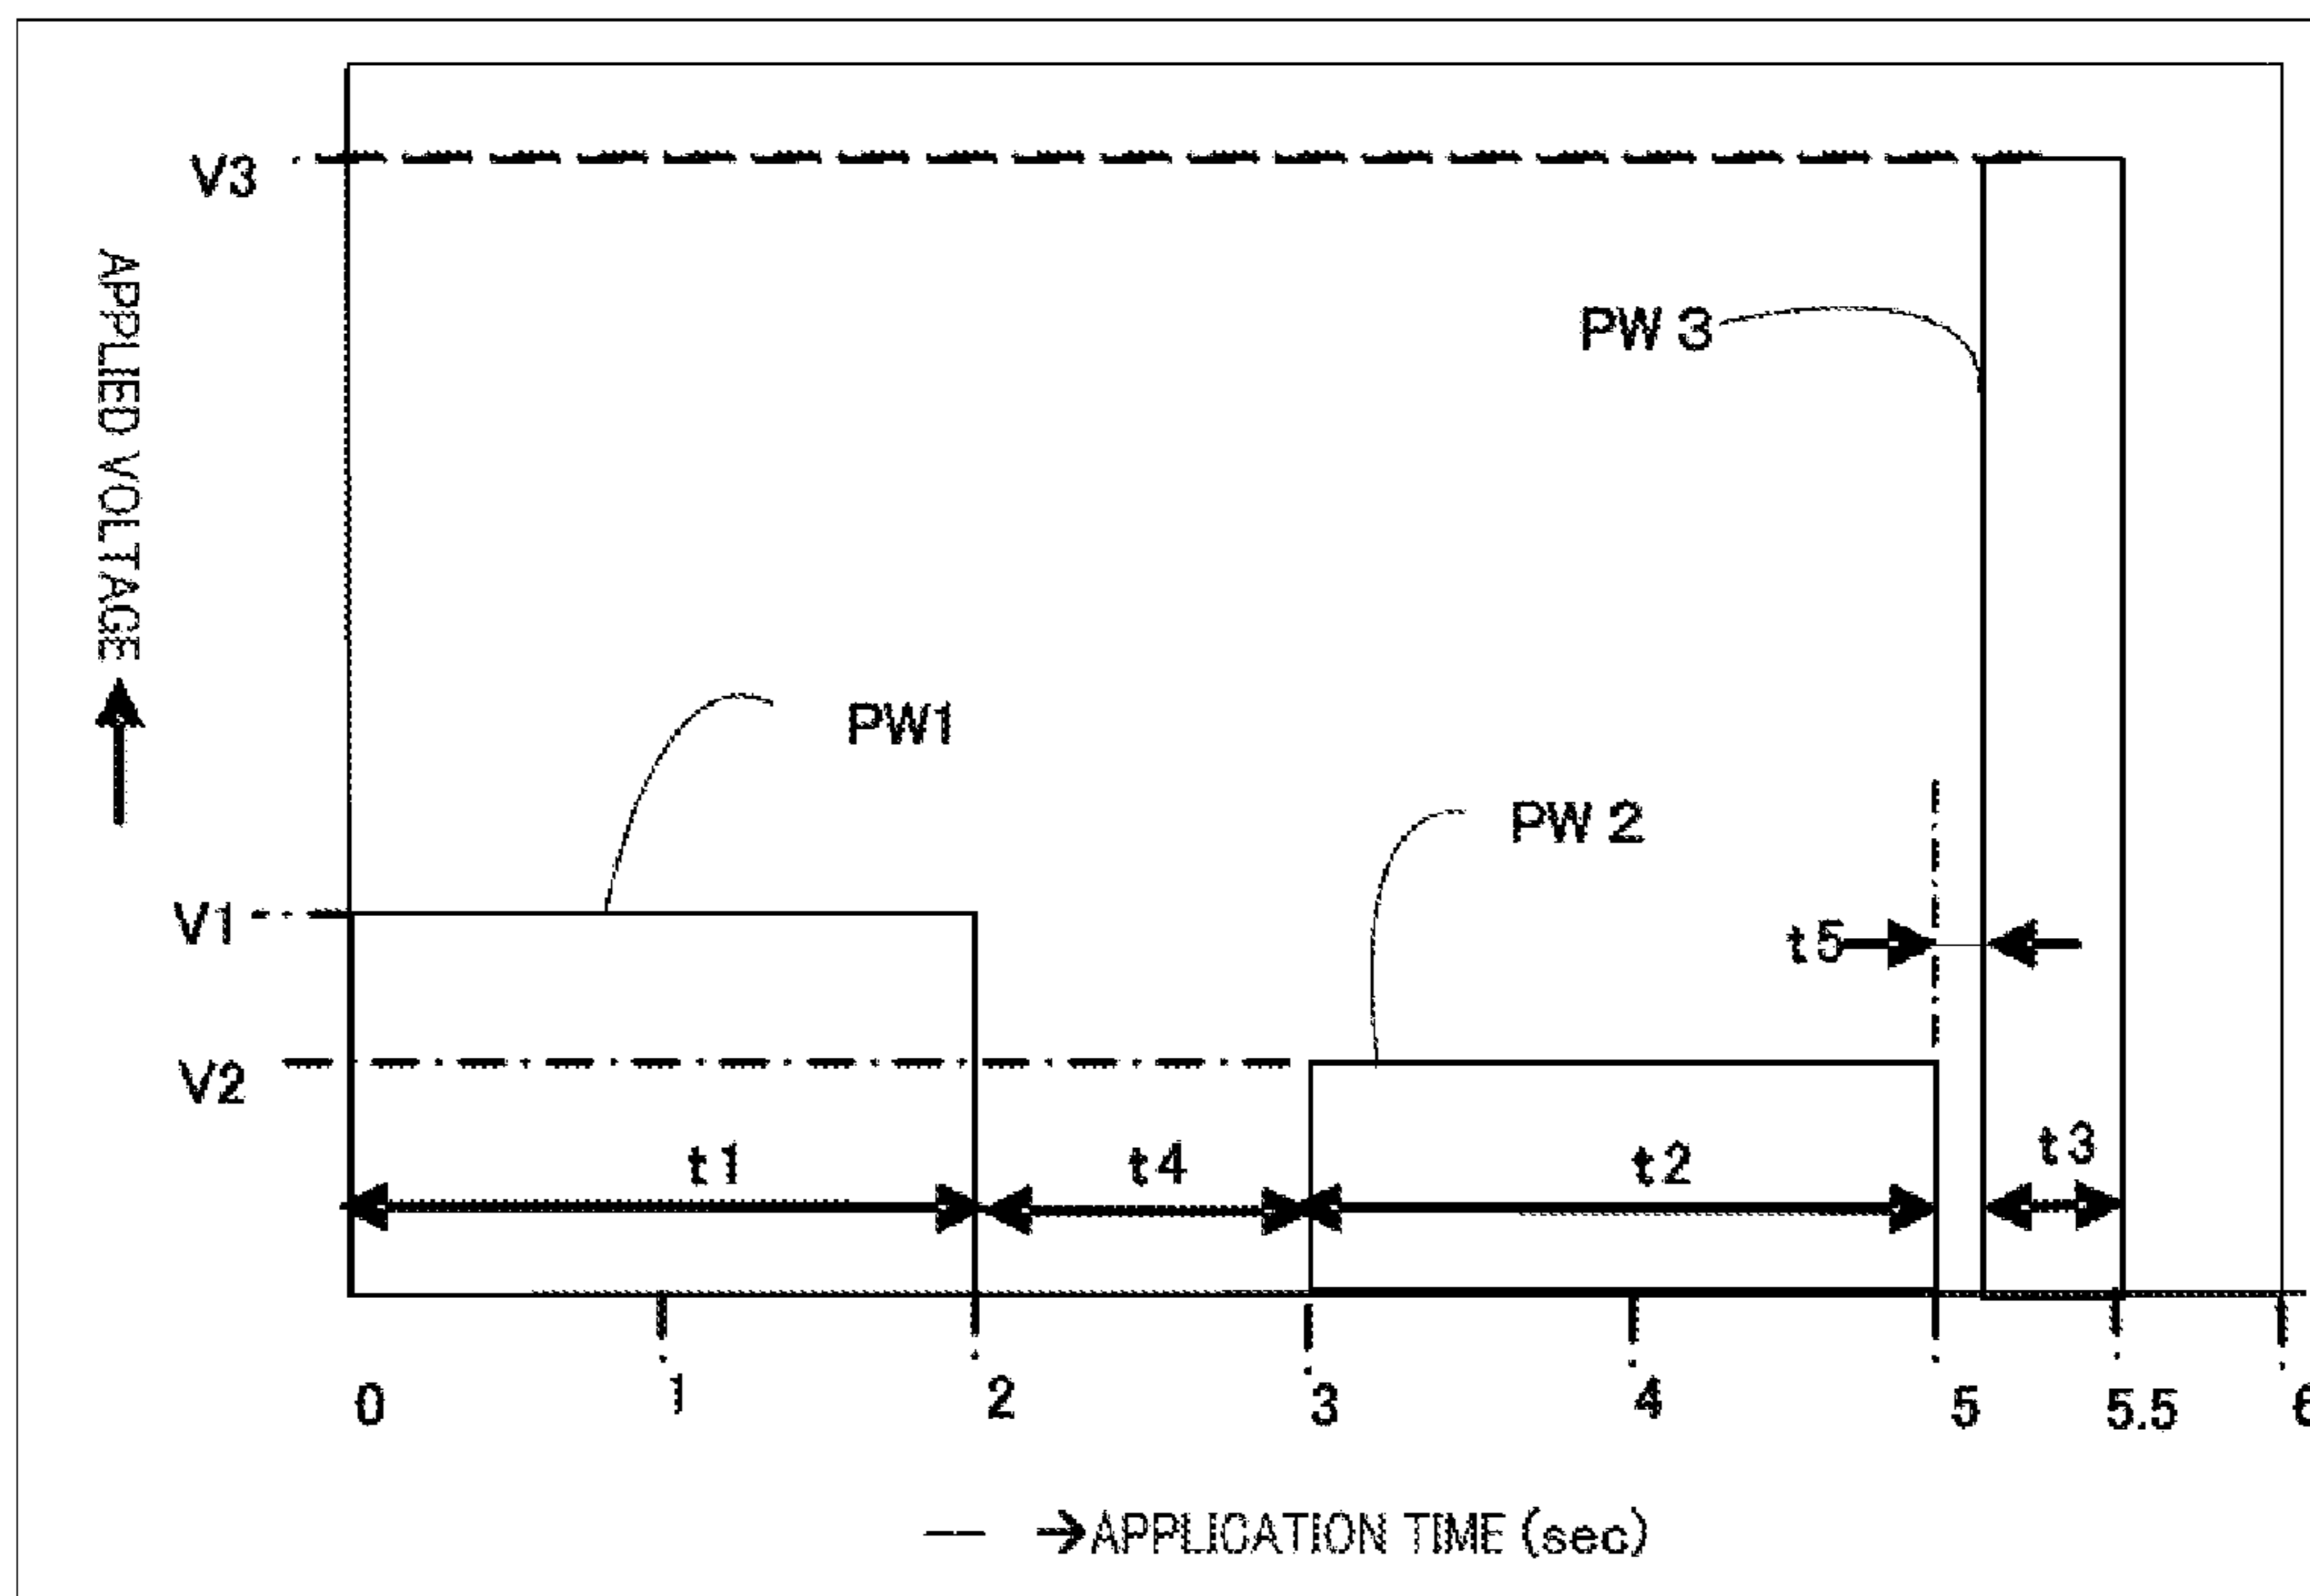 V3
APPLIED VOLTAGE
PW 3
PW1
PW 2
V1
t5
V2
t1
t4
t2
t3
0
1
2
3
4
5
5.5
6
→APPLICATION TIME (sec)